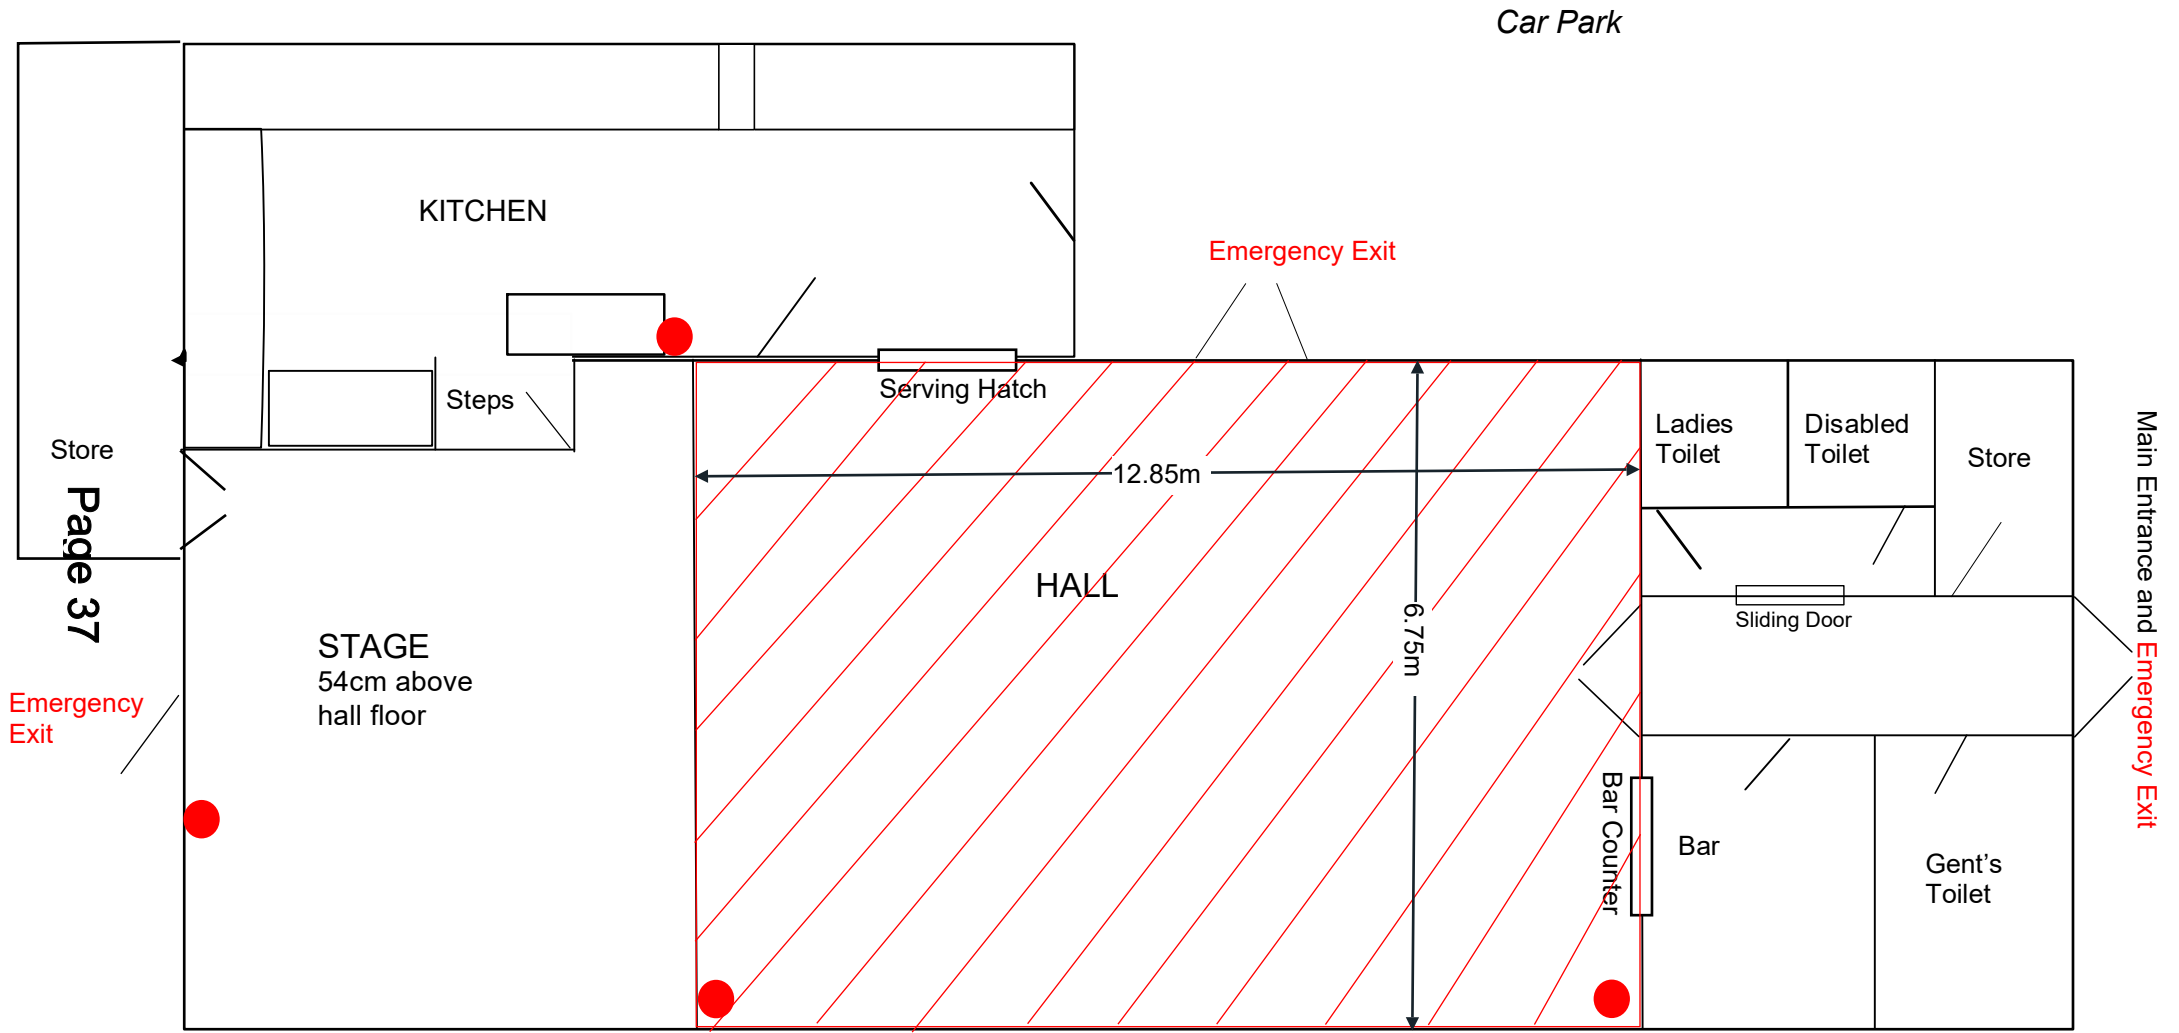 Car Park
KITCHEN
Emergency Exit
Serving Hatch
Steps
Store
Page 37
12.85m
HALL
6.75m
Ladies
Toilet
Disabled
Toilet
Store
Sliding Door
Main Entrance and Emergency Exit
STAGE
54cm above
hall floor
Emergency
Exit
Bar Counter
Bar
Gent’s
Toilet